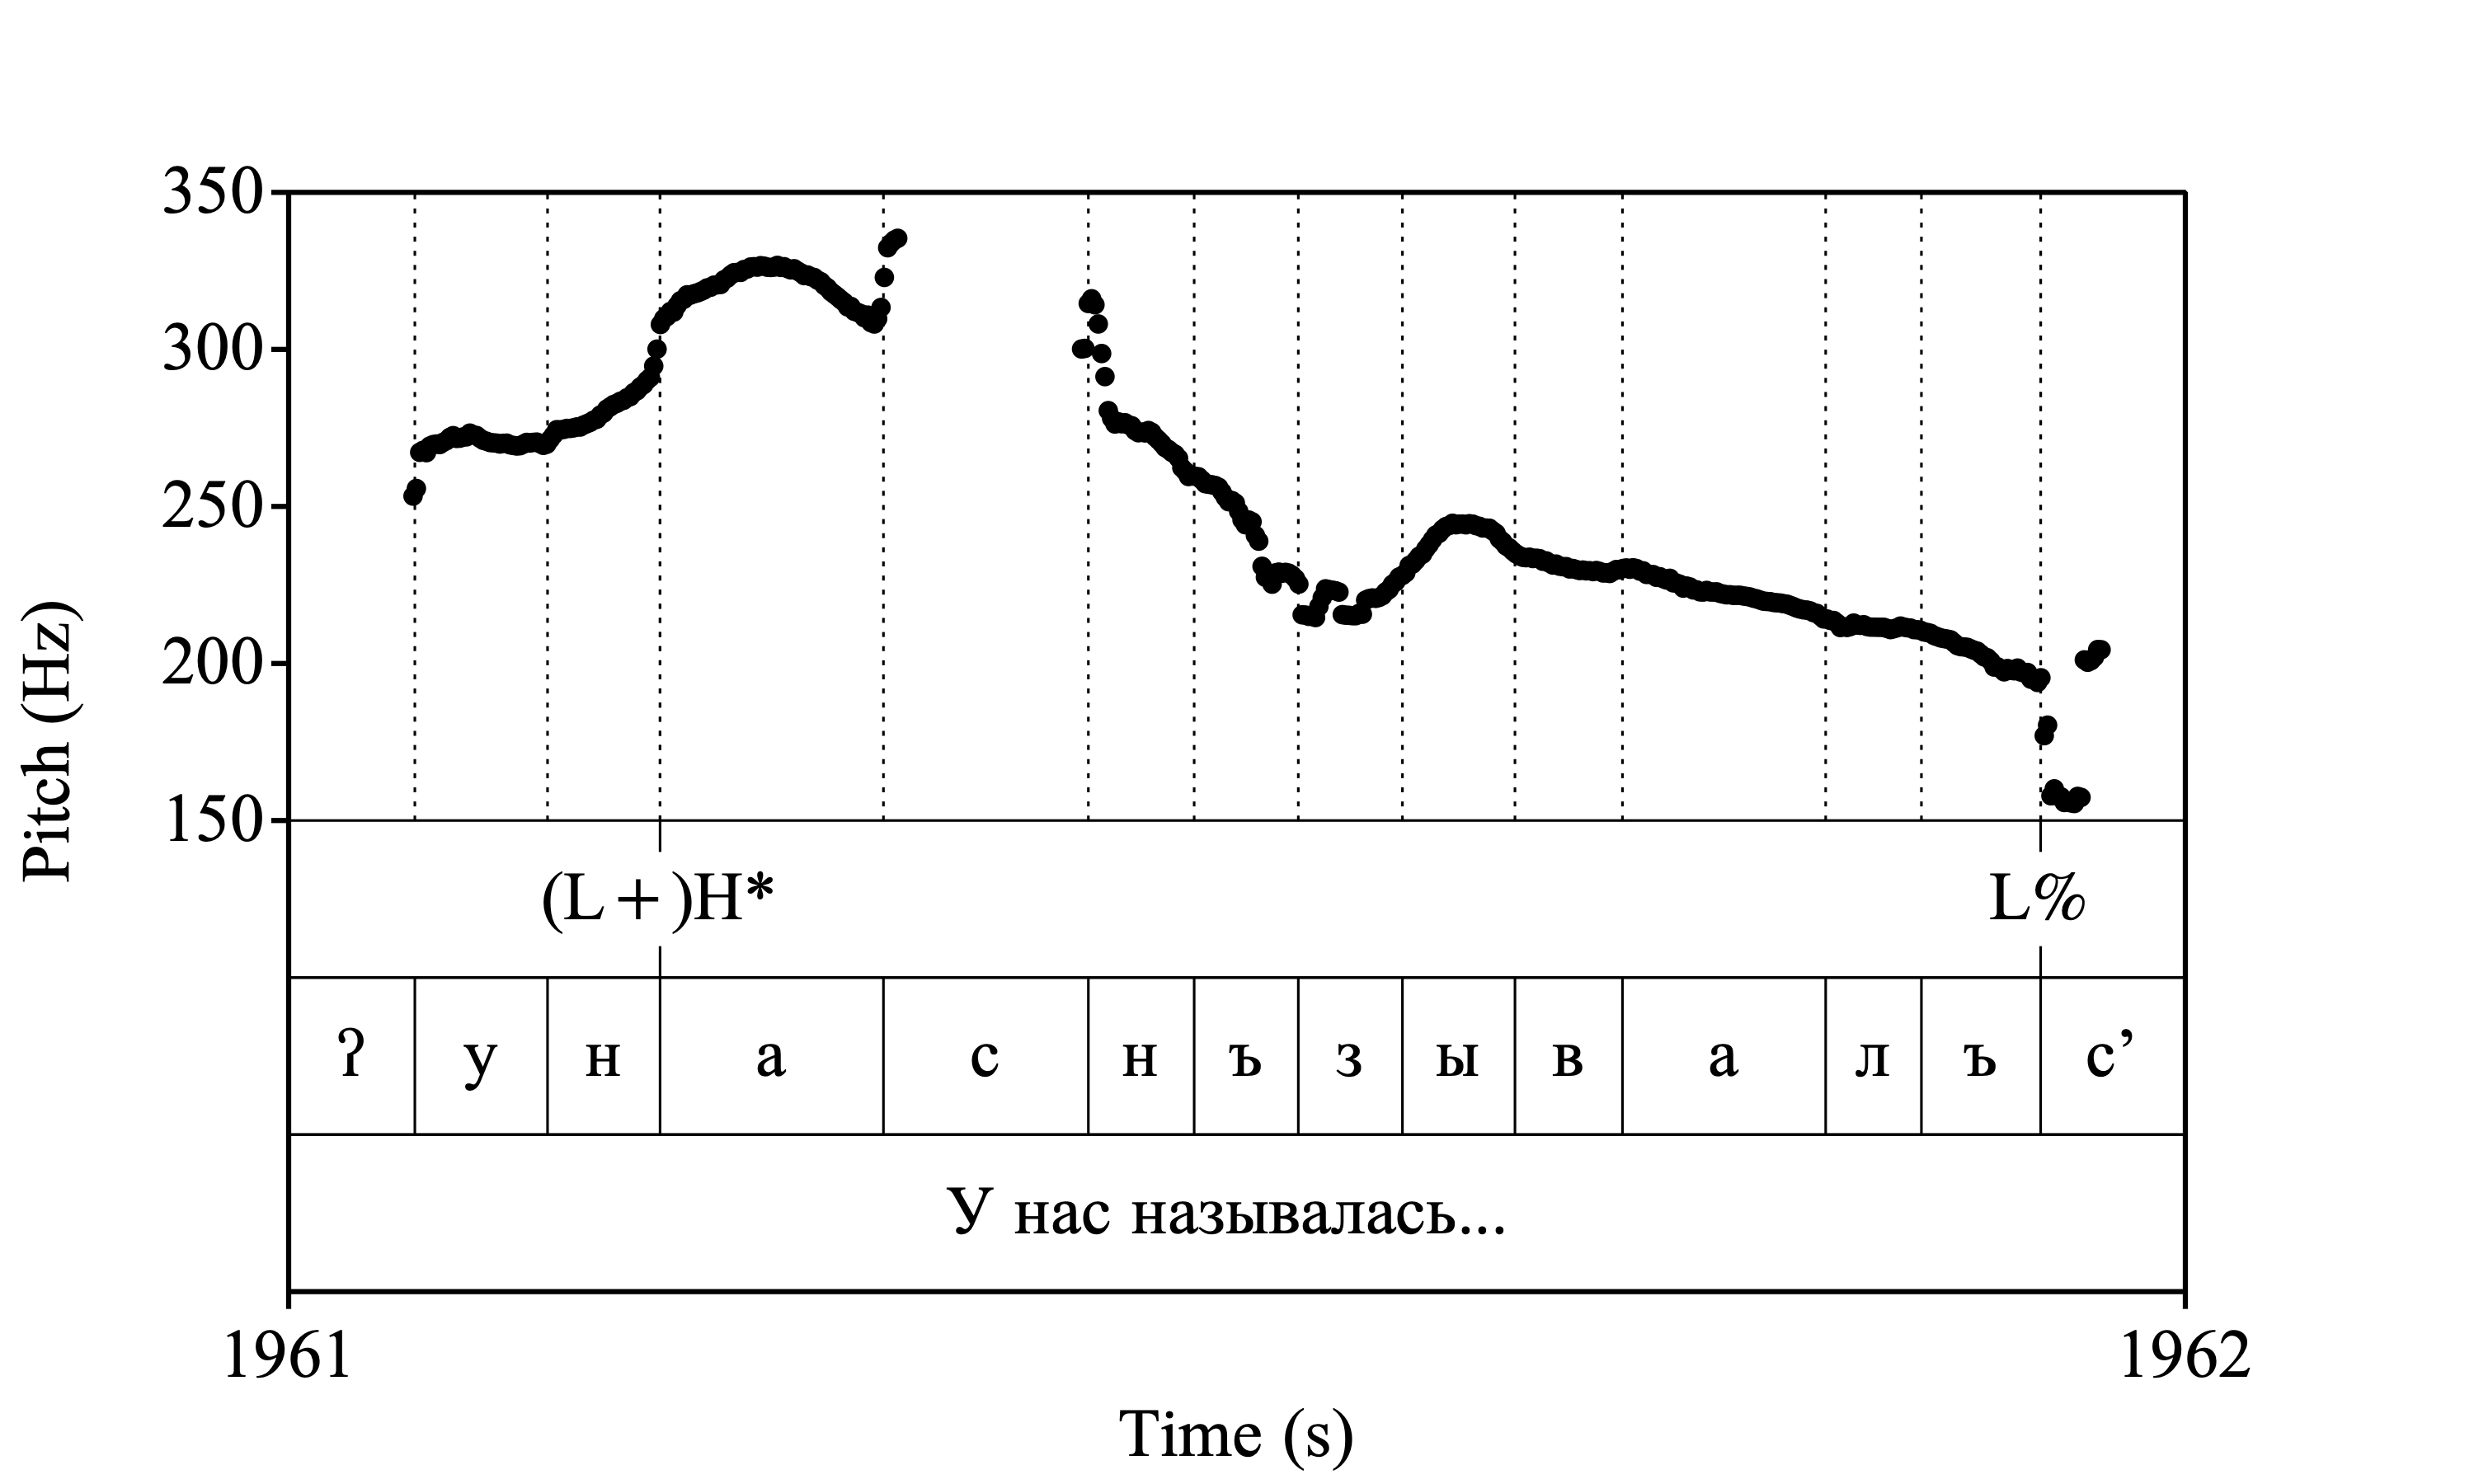 350
300
250
200
150
Pitch (Hz)
(L+)H* L%
ʔ у н а с н ъ з ы в а л ъ с’
У нас называлась...
1961 1962
Time (s)